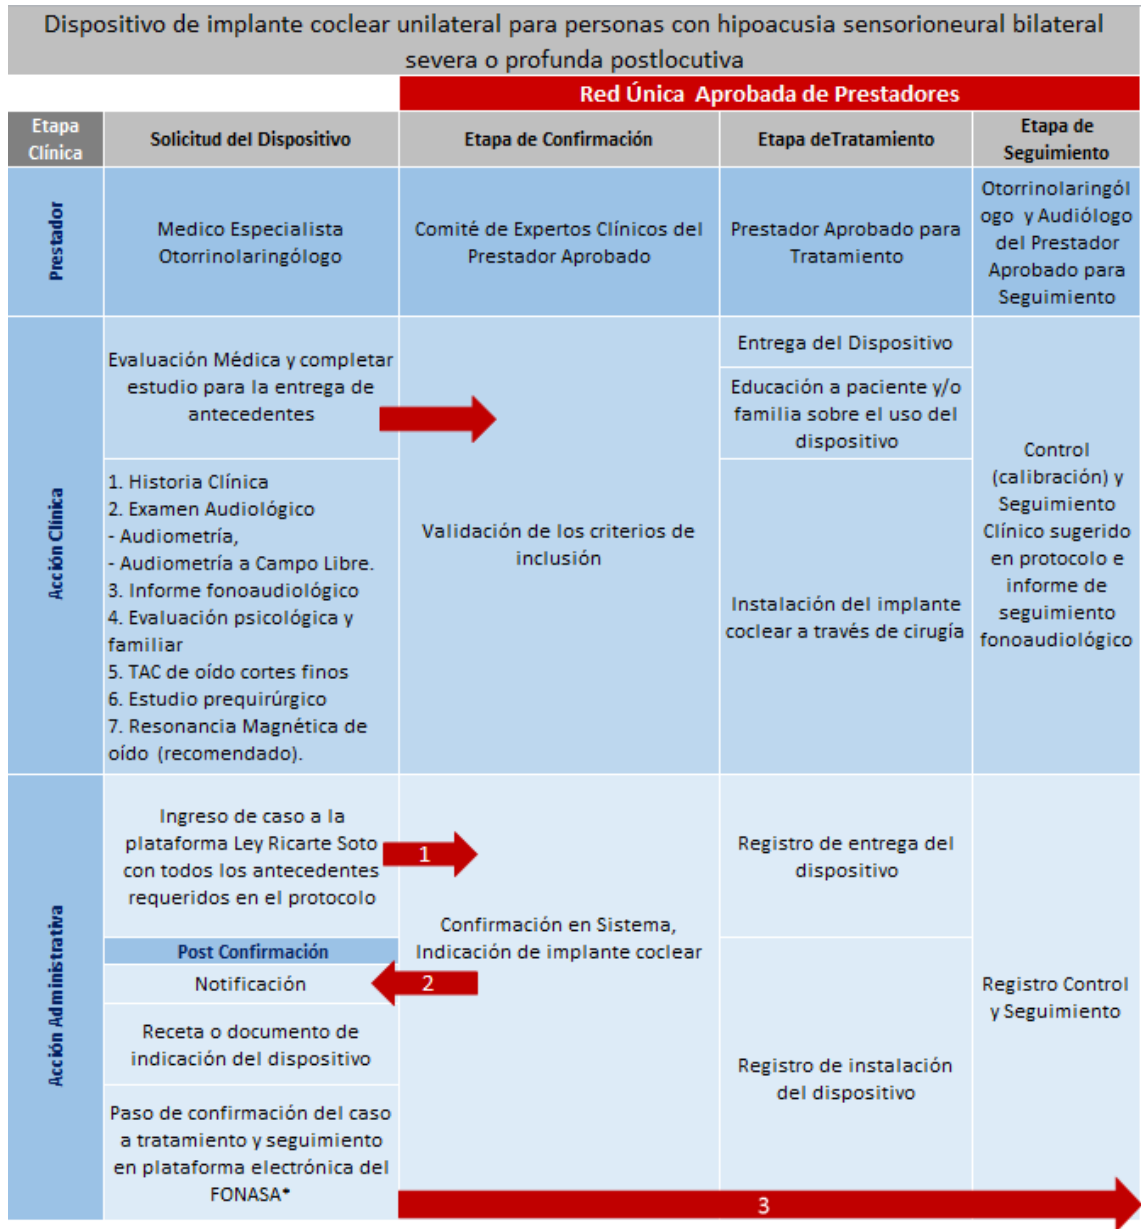 Dispositivo de implante coclear unilateral para personas con hipoacusia sensorioneural bilateral
severa o profunda postlocutiva
Red Única Aprobada de Prestadores
Etapa
Clínica
Solicitud del Dispositivo
Etapa de Confirmación
Etapa deTratamiento
Etapa de
Seguimiento
Prestador
Medico Especialista
Otorrinolaringólogo
Comité de Expertos Clínicos del
Prestador Aprobado
Prestador Aprobado para
Tratamiento
Otorrinolaringól
ogo y Audiólogo
del Prestador
Aprobado para
Seguimiento
Acción Clínica
Evaluación Médica y completar
estudio para la entrega de
antecedentes
1. Historia Clínica
2. Examen Audiológico
- Audiometría,
- Audiometría a Campo Libre.
3. Informe fonoaudiológico
4. Evaluación psicológica y
familiar
5. TAC de oído cortes finos
6. Estudio prequirúrgico
7. Resonancia Magnética de
oído (recomendado).
Validación de los criterios de
inclusión
Entrega del Dispositivo
Educación a paciente y/o
familia sobre el uso del
dispositivo
Instalación del implante
coclear a través de cirugía
Control
(calibración) y
Seguimiento
Clínico sugerido
en protocolo e
informe de
seguimiento
fonoaudiológico
Acción Administrativa
Ingreso de caso a la
plataforma Ley Ricarte Soto
con todos los antecedentes
requeridos en el protocolo
1
Post Confirmación
Notificación
2
Receta o documento de
indicación del dispositivo
Paso de confirmación del caso
a tratamiento y seguimiento
en plataforma electrónica del
FONASA*
Confirmación en Sistema,
Indicación de implante coclear
Registro de entrega del
dispositivo
Registro de instalación
del dispositivo
Registro Control
y Seguimiento
3